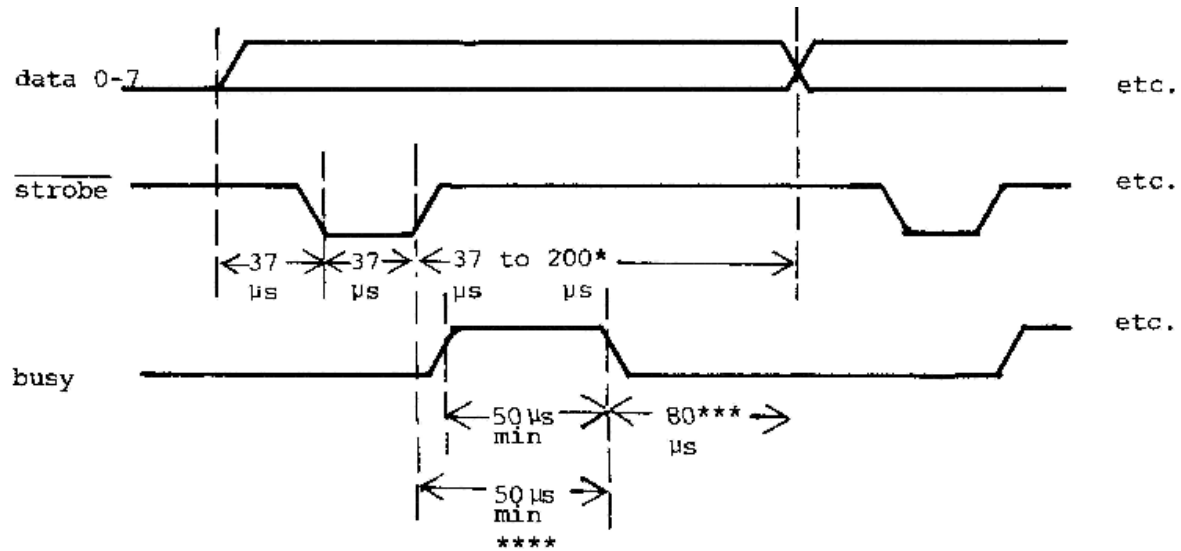 data 0-7
etc.
strobe
etc.
37 37 37 to 200*
µs µs µs µs
etc.
busy
50 µs 80***
min µs
50 µs
min
****